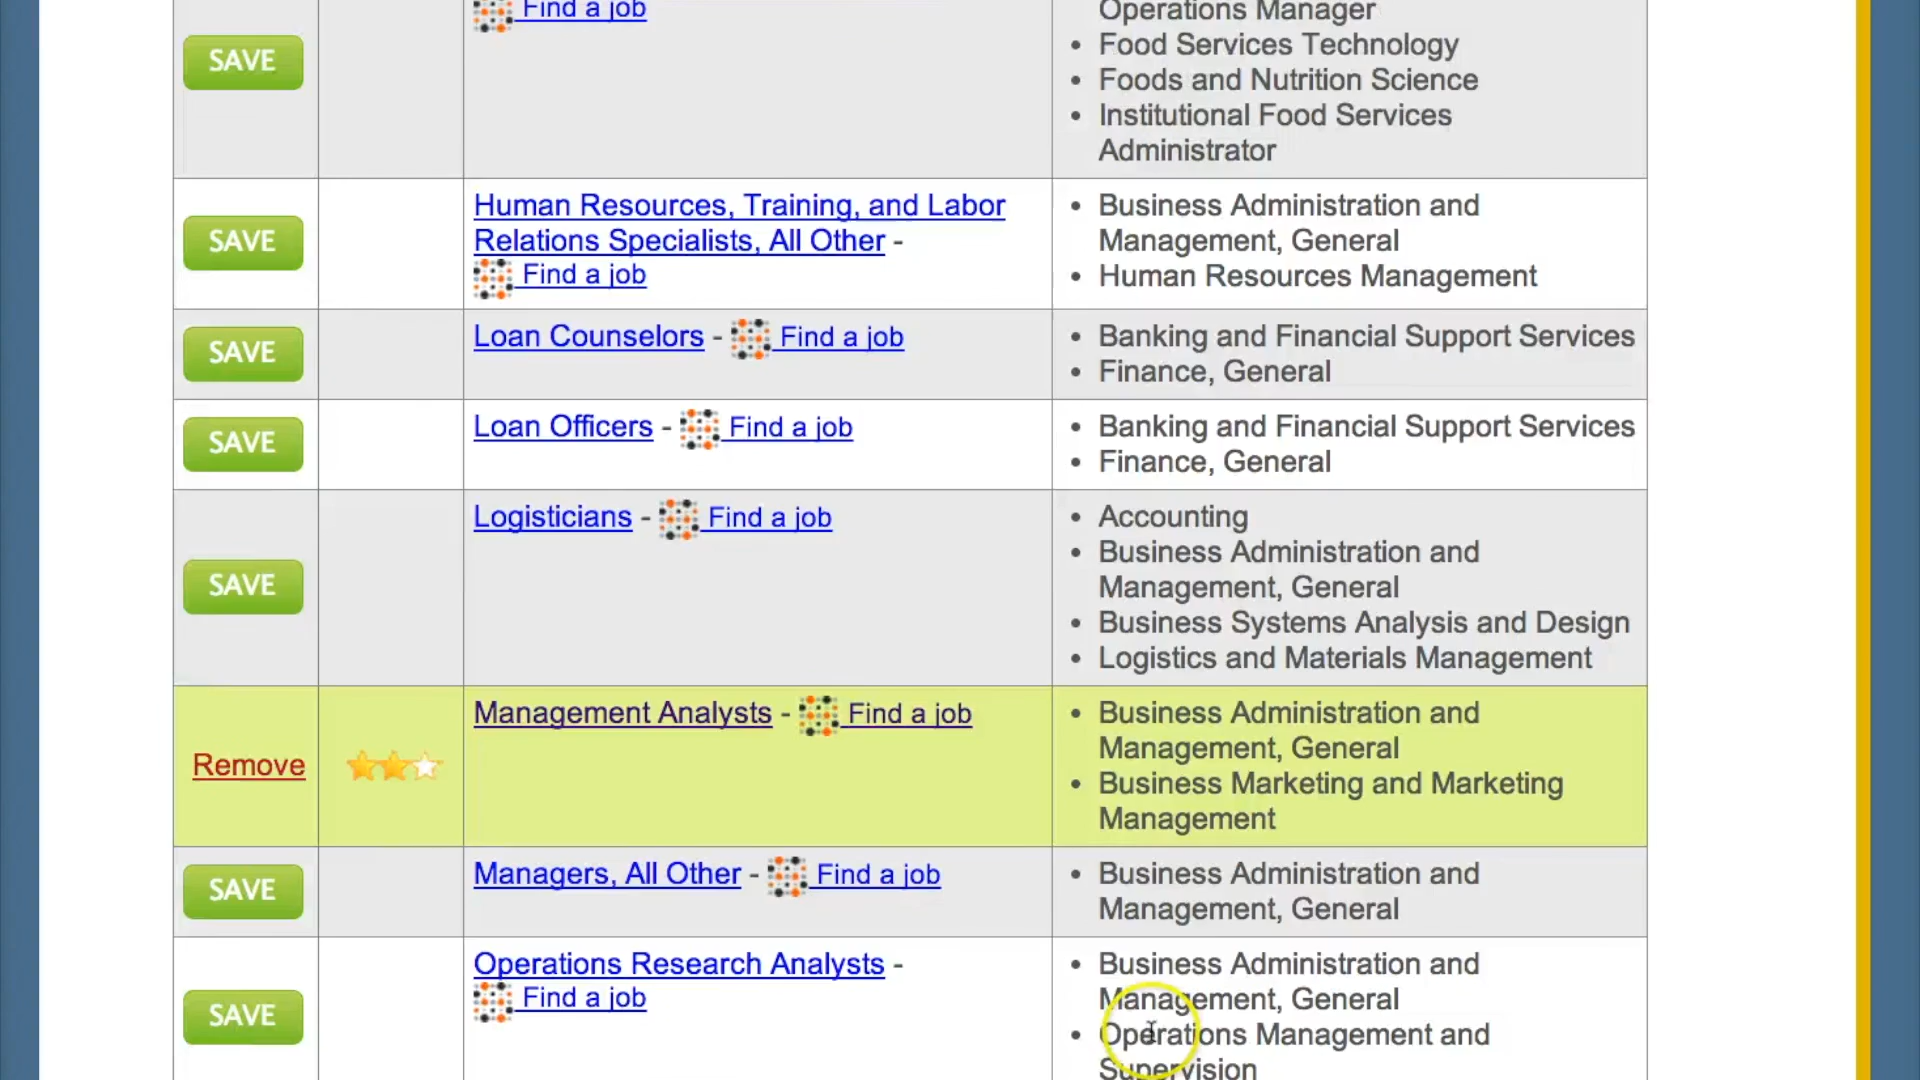 Find a job
Operations Manager
SAVE
• Food Services Technology
• Foods and Nutrition Science
• Institutional Food Services
Administrator
SAVE
Human Resources, Training, and Labor
Relations Specialists, All Other -
Find a job
• Business Administration and
Management, General
• Human Resources Management
SAVE
Loan Counselors - Find a job
• Banking and Financial Support Services
• Finance, General
SAVE
Loan Officers - Find a job
• Banking and Financial Support Services
• Finance, General
SAVE
Logisticians - Find a job
• Accounting
• Business Administration and
Management, General
• Business Systems Analysis and Design
• Logistics and Materials Management
Remove
Management Analysts - Find a job
• Business Administration and
Management, General
• Business Marketing and Marketing
Management
SAVE
Managers, All Other - Find a job
• Business Administration and
Management, General
SAVE
Operations Research Analysts -
Find a job
• Business Administration and
Management, General
• Operations Management and
Supervision